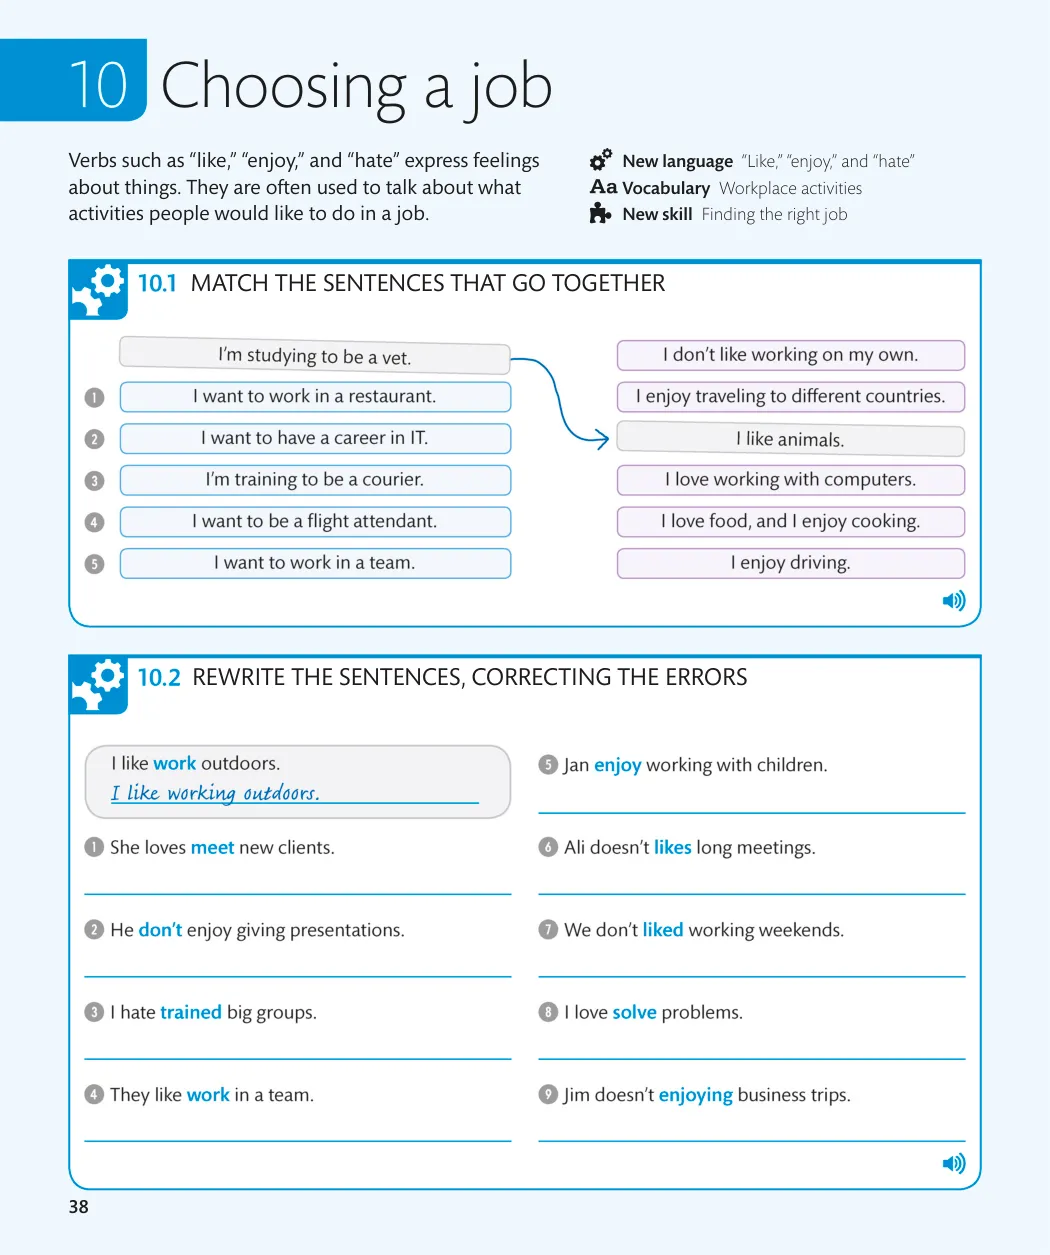 10 Choosing a job
Verbs such as “like,” “enjoy,” and “hate” express feelings
about things. They are often used to talk about what
activities people would like to do in a job.
New language “Like,” “enjoy,” and “hate”
Aa Vocabulary Workplace activities
New skill Finding the right job
10.1 MATCH THE SENTENCES THAT GO TOGETHER
I’m studying to be a vet.
1 I want to work in a restaurant.
2 I want to have a career in IT.
3 I’m training to be a courier.
4 I want to be a flight attendant.
5 I want to work in a team.
I don’t like working on my own.
I enjoy traveling to different countries.
I like animals.
I love working with computers.
I love food, and I enjoy cooking.
I enjoy driving.
10.2 REWRITE THE SENTENCES, CORRECTING THE ERRORS
I like work outdoors.
I like working outdoors.
1 She loves meet new clients.
2 He don’t enjoy giving presentations.
3 I hate trained big groups.
4 They like work in a team.
5 Jan enjoy working with children.
6 Ali doesn’t likes long meetings.
7 We don’t liked working weekends.
8 I love solve problems.
9 Jim doesn’t enjoying business trips.
38